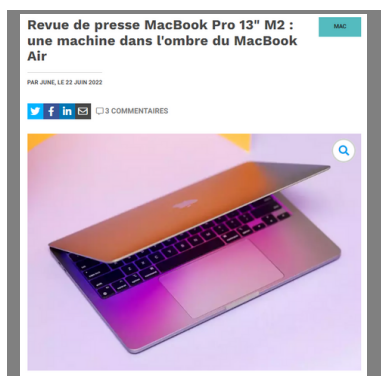 Revue de presse MacBook Pro 13" M2 :
une machine dans l'ombre du MacBook
Air
MAC
PAR JUNE, LE 22 JUIN 2022
3 COMMENTAIRES